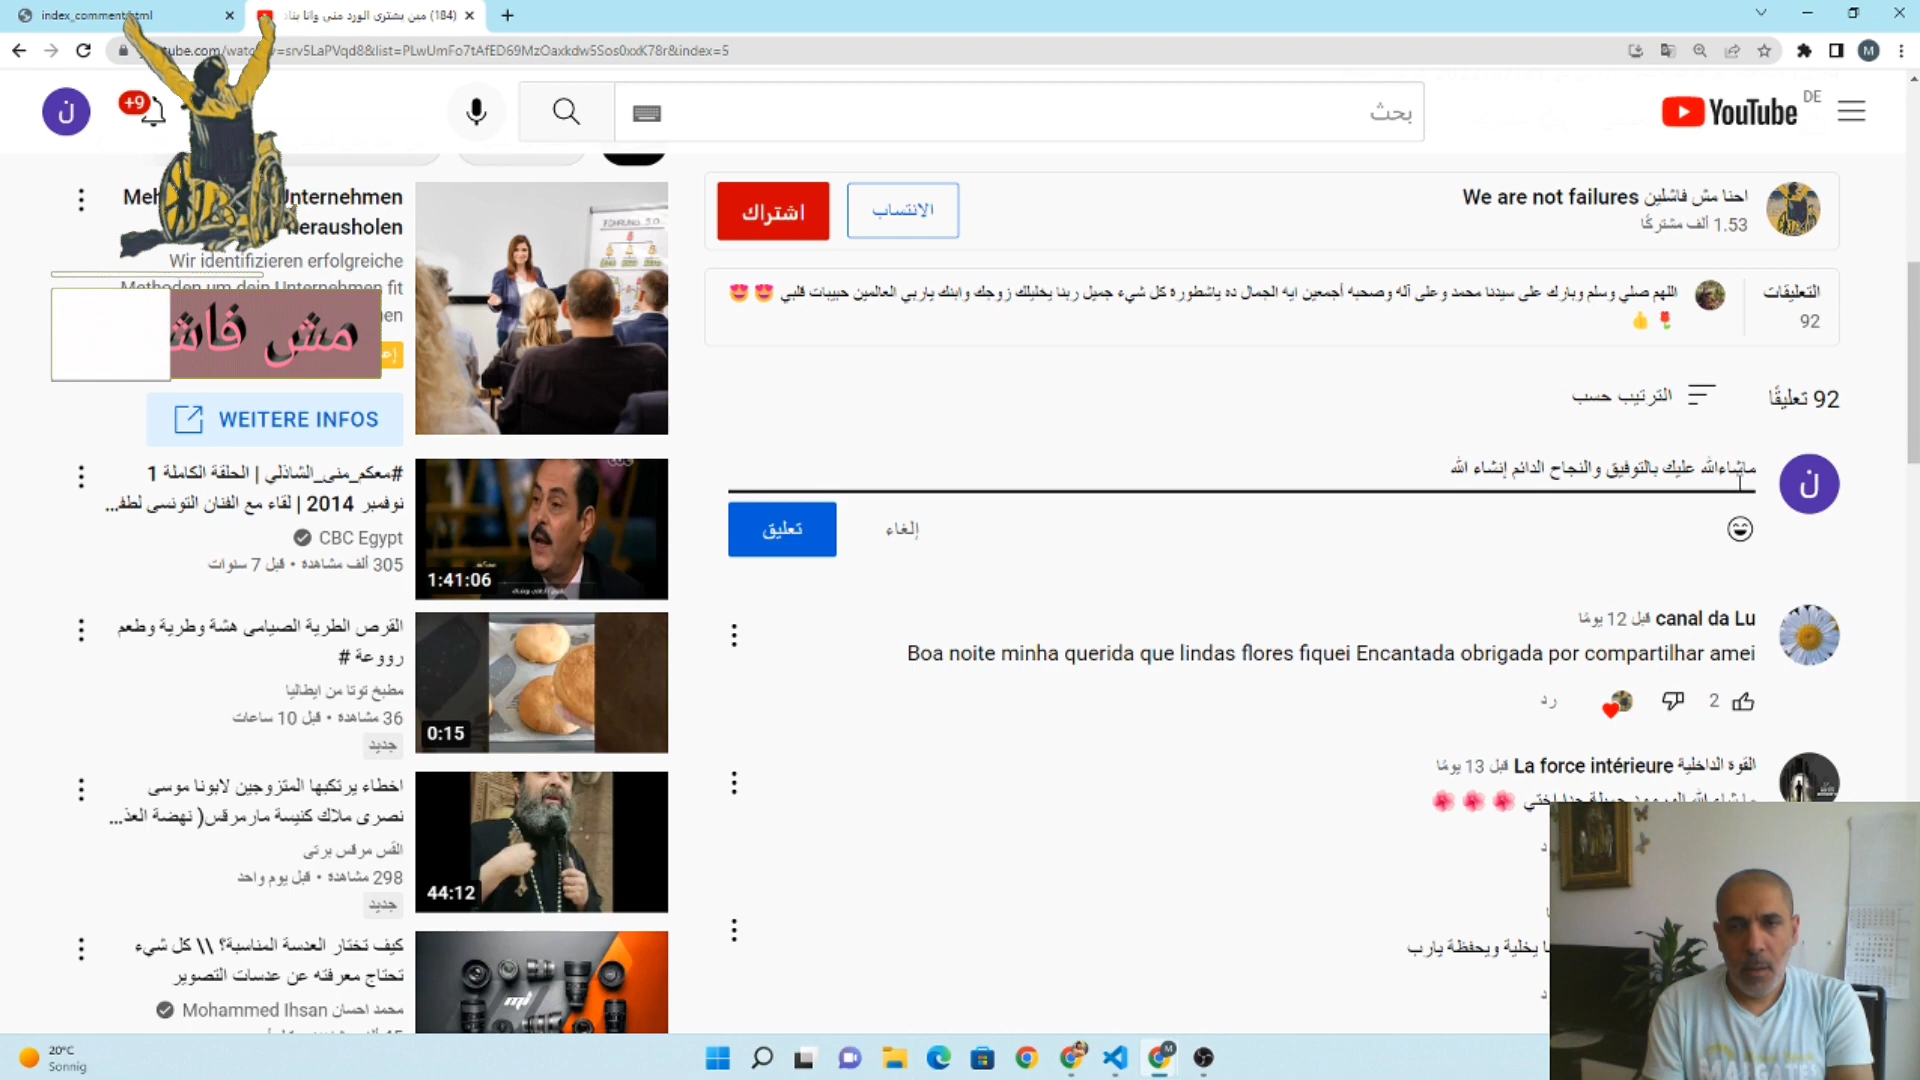 index_comment.html
(184) مين يشترى الورد منى وانا بناد
=srv5LaPVqd8&list=PLwUmFo7tAfED69MzOaxkdw5Sos0xxK78r&index=5
ن
+9
بحث
YouTube
DE
We are not failures احنا مش فاشلين
1.53 ألف مشتركًا
الانتساب
اشتراك
التعليقات
92
اللهم صلي وسلم وبارك على سيدنا محمد وعلى آله وصحبه أجمعين ايه الجمال ده ياشطوره كل شيء جميل ربنا يخليلك زوجك وابنك ياربي العالمين حبيبات قلبي 😍 😍
🌹 👍
92 تعليقًا
الترتيب حسب
ن
ماشاءالله عليك بالتوفيق والنجاح الدائم إنشاء الله
إلغاء
تعليق
canal da Lu قبل 12 يومًا
Boa noite minha querida que lindas flores fiquei Encantada obrigada por compartilhar amei
2
رد
القوة الداخلية La force intérieure قبل 13 يومًا
يخلية ويحفظة يارب
Unternehmen
herausholen
Wir identifizieren erfolgreiche
Methoden um dein Unternehmen fit
مش فاش
WEITERE INFOS
FÜHRUNG 5.0
#معكم_منى_الشاذلي | الحلقة الكاملة 1
نوفمبر 2014 | لقاء مع الفنان التونسى لطف...
CBC Egypt
305 ألف مشاهدة • قبل 7 سنوات
1:41:06
القرص الطرية الصيامى هشة وطرية وطعم
رووعة #
مطبخ توتا من ايطاليا
36 مشاهدة • قبل 10 ساعات
جديد
0:15
اخطاء يرتكبها المتزوجين لابونا موسى
نصرى ملاك كنيسة مارمرقس( نهضة العذ...
القس مرقس برتى
298 مشاهدة • قبل يوم واحد
جديد
44:12
كيف تختار العدسة المناسبة؟ \\ كل شيء
تحتاج معرفته عن عدسات التصوير
محمد احسان Mohammed Ihsan
20°C
Sonnig